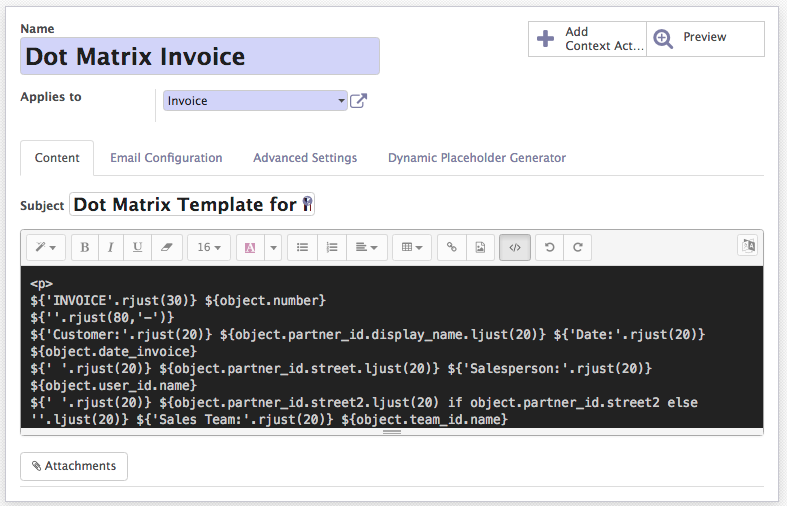 Name
Dot Matrix Invoice
Add
Context Act...
Preview
Applies to
Invoice
Content
Email Configuration
Advanced Settings
Dynamic Placeholder Generator
Subject
Dot Matrix Template for
B I U
16
A
</>
<p>
${'INVOICE'.rjust(30)} ${object.number}
${''.rjust(80,'-')}
${'Customer:'.rjust(20)} ${object.partner_id.display_name.ljust(20)} ${'Date:'.rjust(20)}
${object.date_invoice}
${' '.rjust(20)} ${object.partner_id.street.ljust(20)} ${'Salesperson:'.rjust(20)}
${object.user_id.name}
${' '.rjust(20)} ${object.partner_id.street2.ljust(20) if object.partner_id.street2 else
''.ljust(20)} ${'Sales Team:'.rjust(20)} ${object.team_id.name}
Attachments